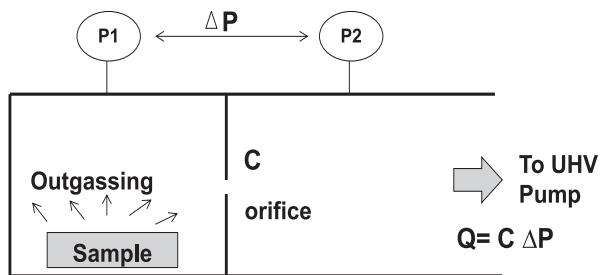 P1
ΔP
P2
C
Outgassing
orifice
Sample
To UHV
Pump
Q= C ΔP